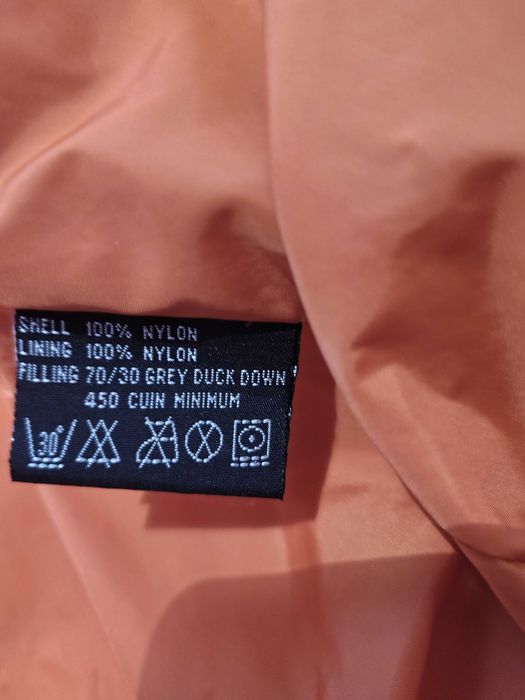 SHELL 100% NYLON
LINING 100% NYLON
FILLING 70/30 GREY DUCK DOWN
450 CUIN MINIMUM
30°